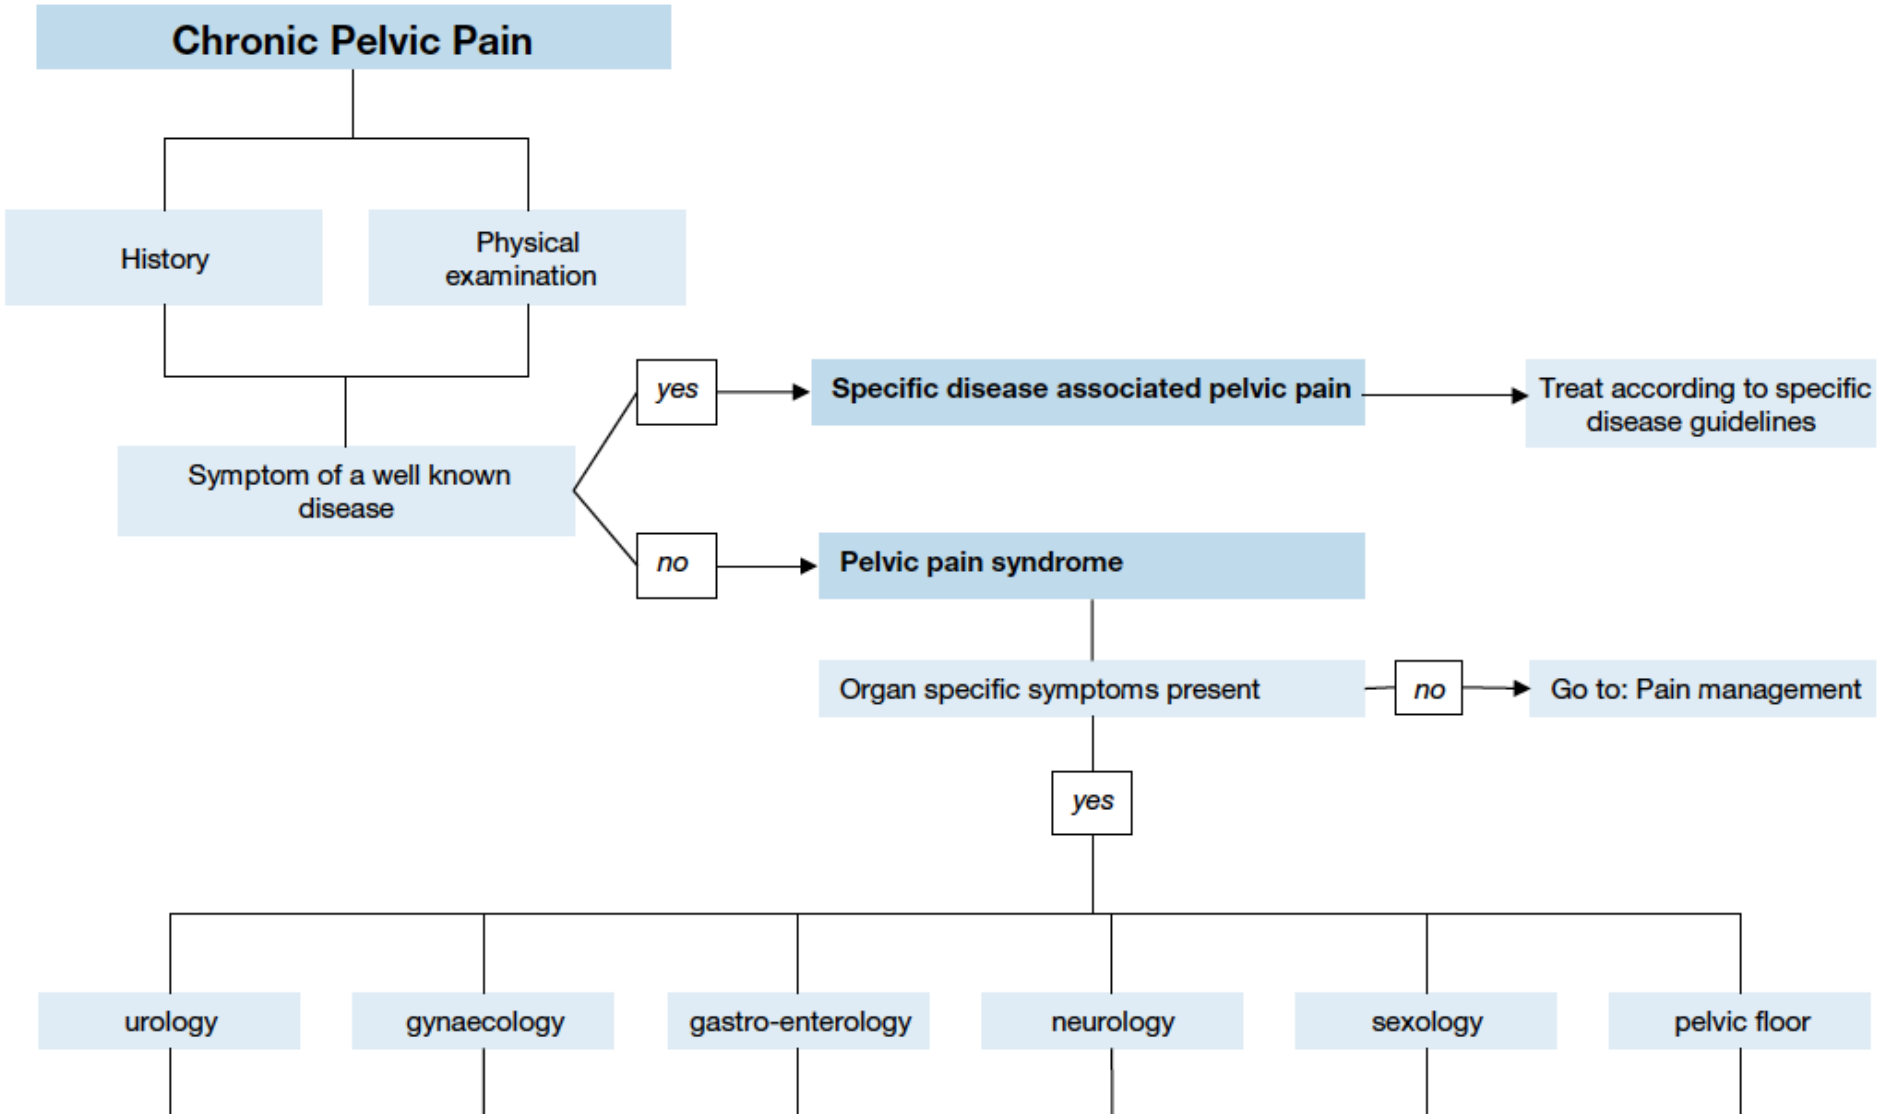 Chronic Pelvic Pain
History
Physical
examination
yes
Specific disease associated pelvic pain
Treat according to specific
disease guidelines
Symptom of a well known
disease
no
Pelvic pain syndrome
Organ specific symptoms present
no
Go to: Pain management
yes
urology
gynaecology
gastro-enterology
neurology
sexology
pelvic floor